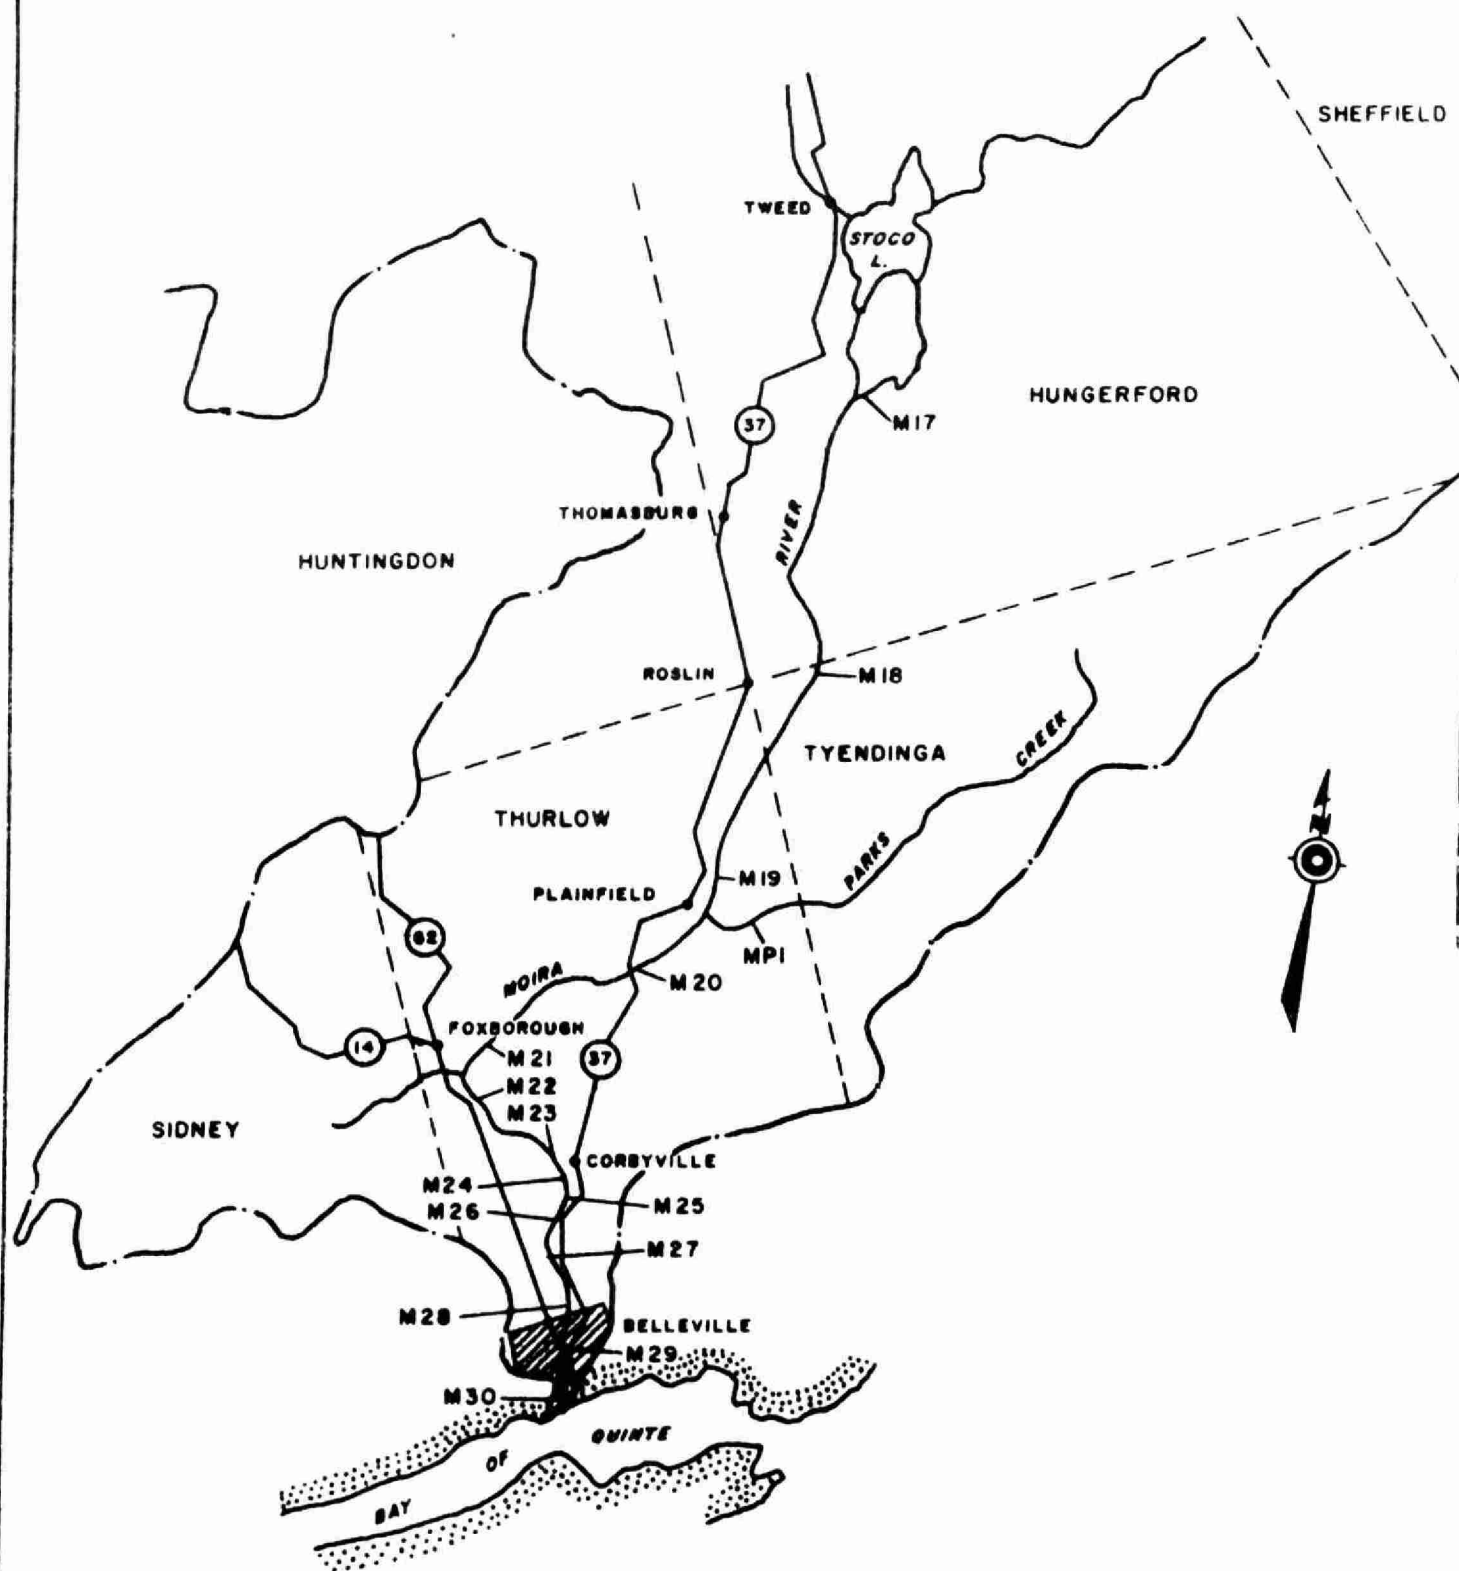 SHEFFIELD
TWEED
STOCO
L.
HUNGERFORD
M17
37
THOMASBURG
RIVER
HUNTINGDON
ROSLIN
M18
TYENDINGA
CREEK
N
THURLOW
PARKS
M19
PLAINFIELD
62
MPI
MOIRA
M20
FOXBOROUGH
14
M21
37
M22
M23
SIDNEY
CORBYVILLE
M24
M25
M26
M27
M28
BELLEVILLE
M29
M30
QUINTE
OF
BAY